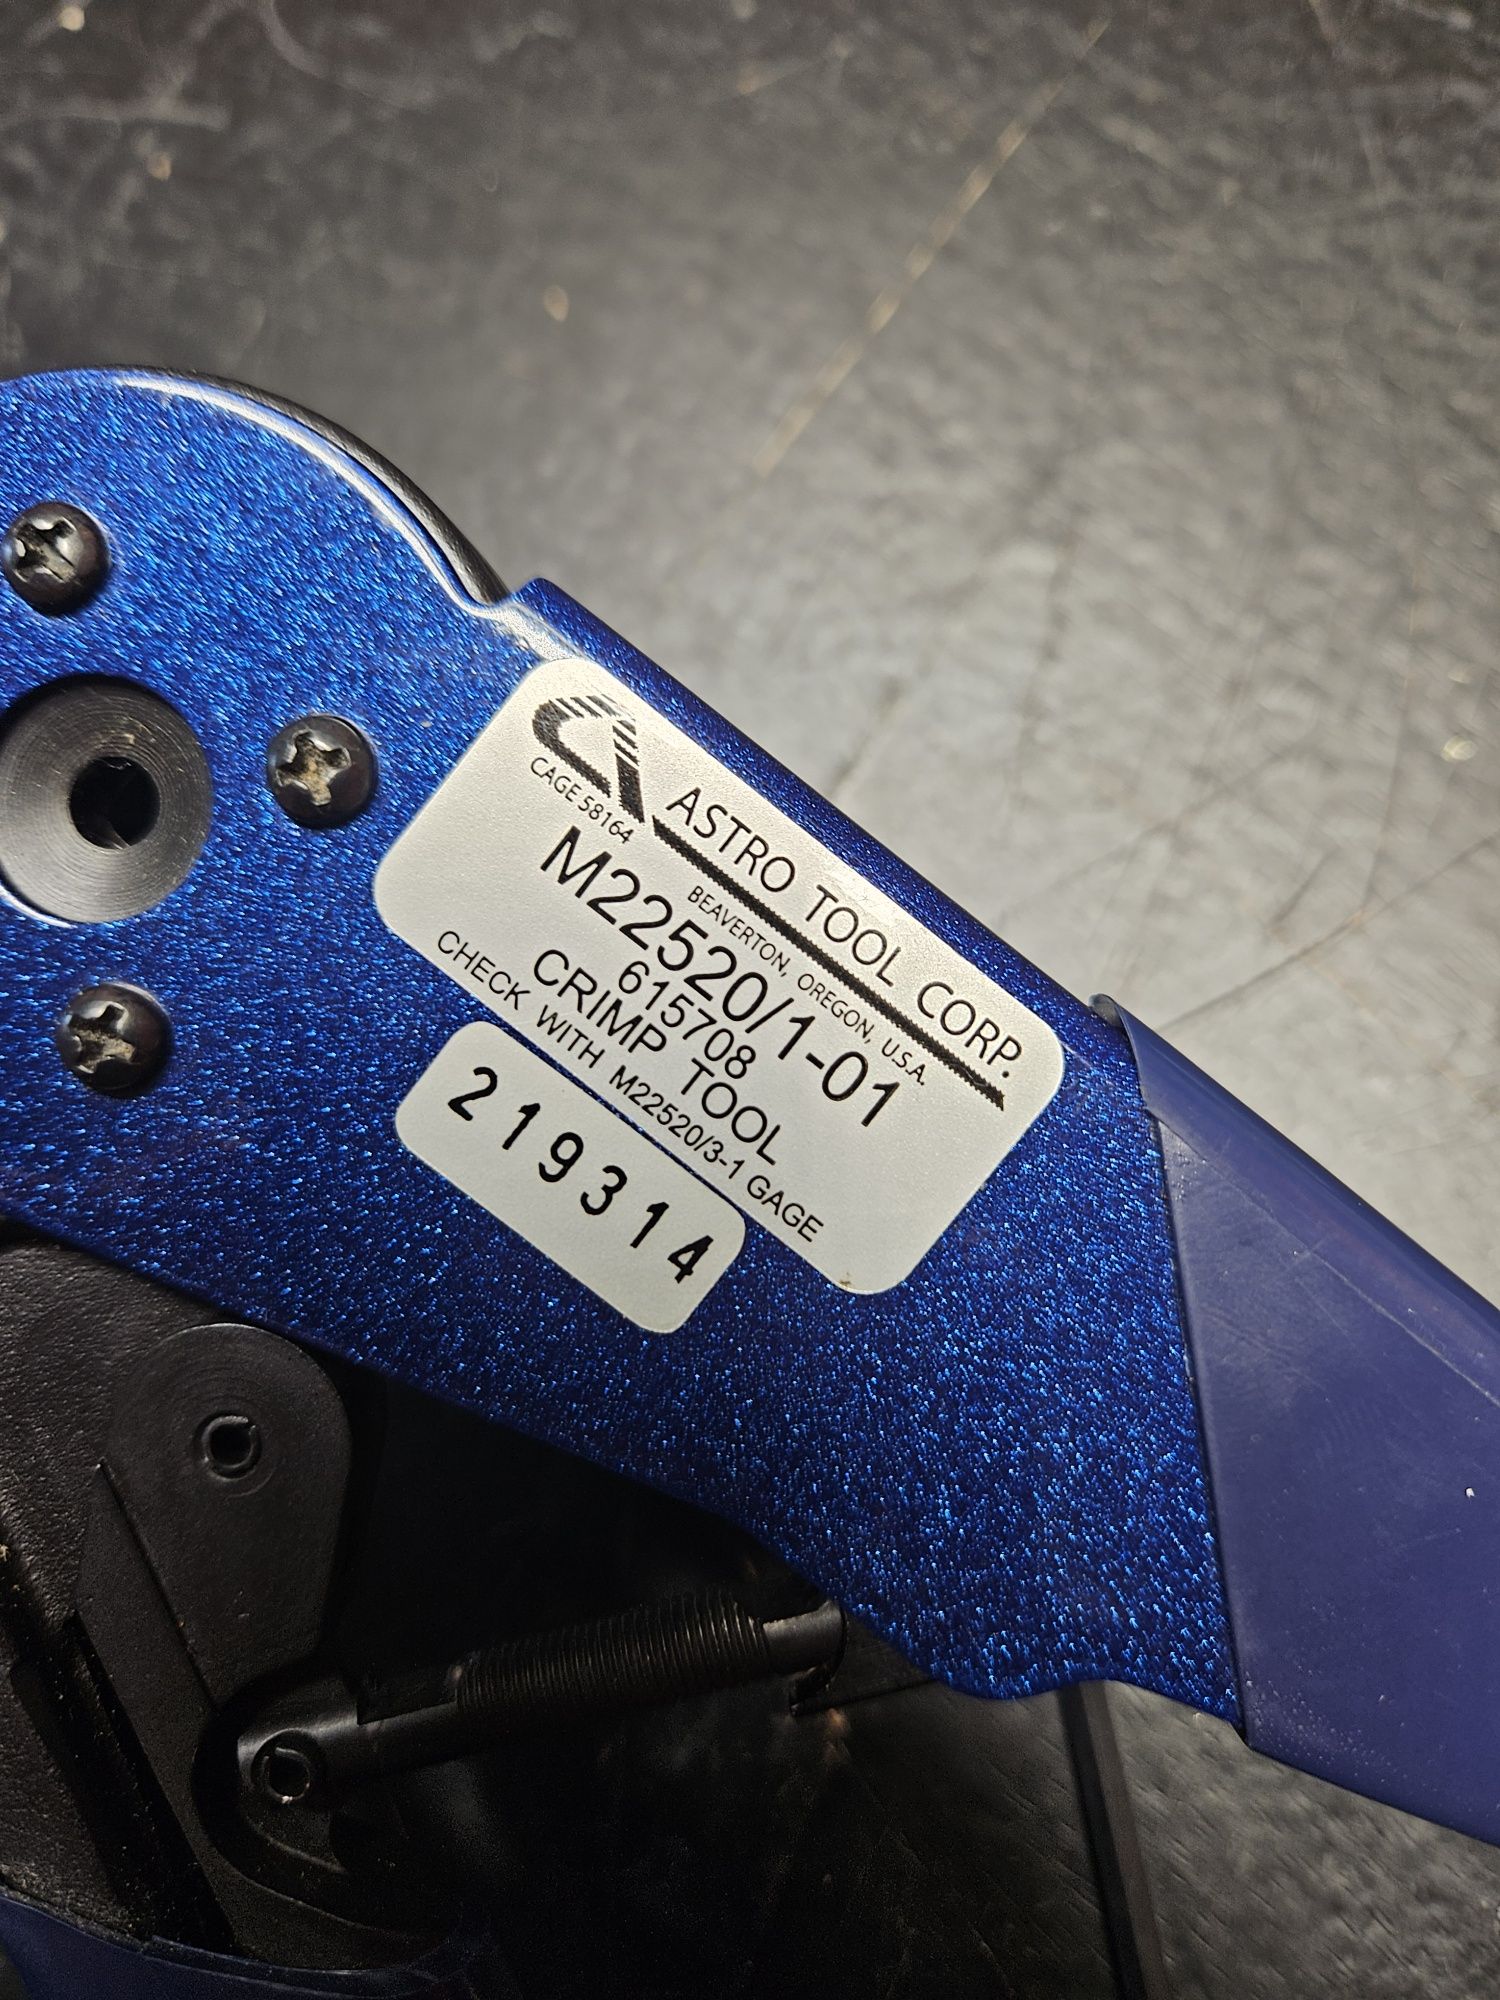 CAGE 58164
ASTRO TOOL CORP.
BEAVERTON, OREGON, U.S.A.
M22520/1-01
615708
CRIMP TOOL
CHECK WITH M22520/3-1 GAGE
219314